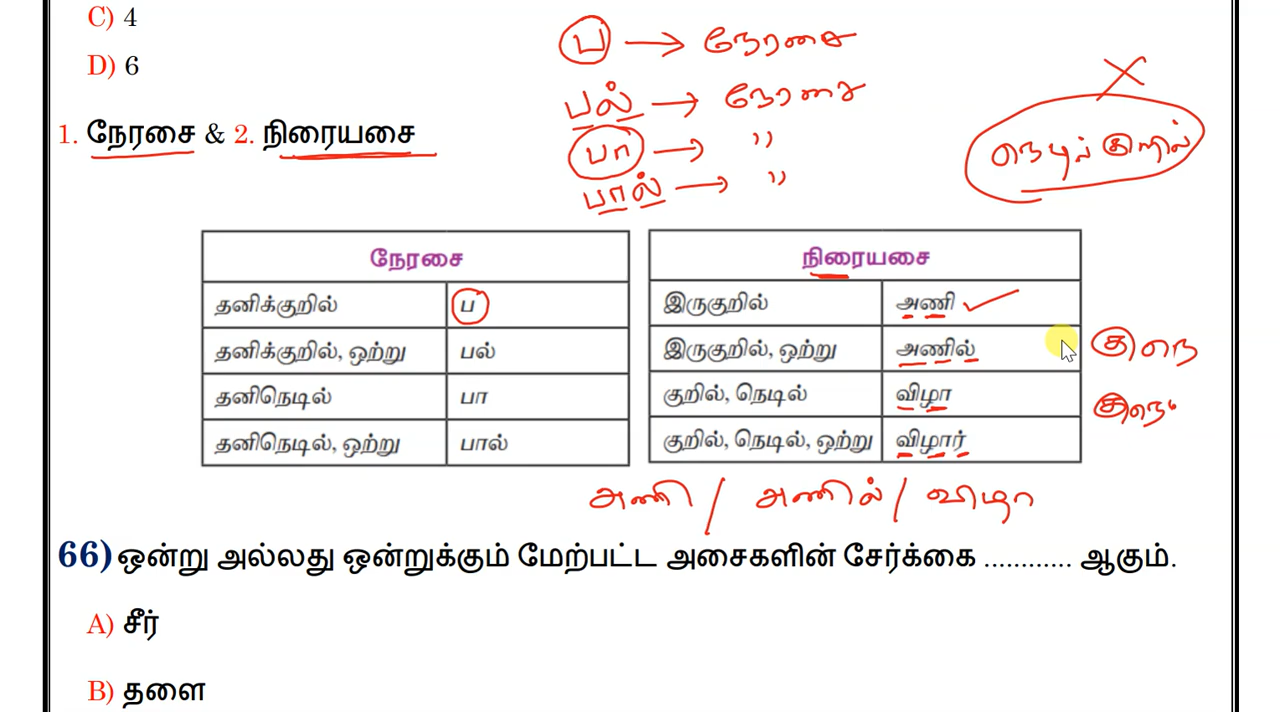 C) 4
ப → நேரசை
D) 6
பல் → நேரசை
1. நேரசை & 2. நிரையசை
பா → "
நெடில் குறில்
பால் → "
நேரசை
தனிக்குறில் ப
தனிக்குறில், ஒற்று பல்
தனிநெடில் பா
தனிநெடில், ஒற்று பால்
நிரையசை
இருகுறில் அணி
இருகுறில், ஒற்று அணில்
குறில், நெடில் விழா
குறில், நெடில், ஒற்று விழார்
குநெ
குநெ
அணி / அணில் / விழா
66) ஒன்று அல்லது ஒன்றுக்கும் மேற்பட்ட அசைகளின் சேர்க்கை ............ ஆகும்.
A) சீர்
B) தளை